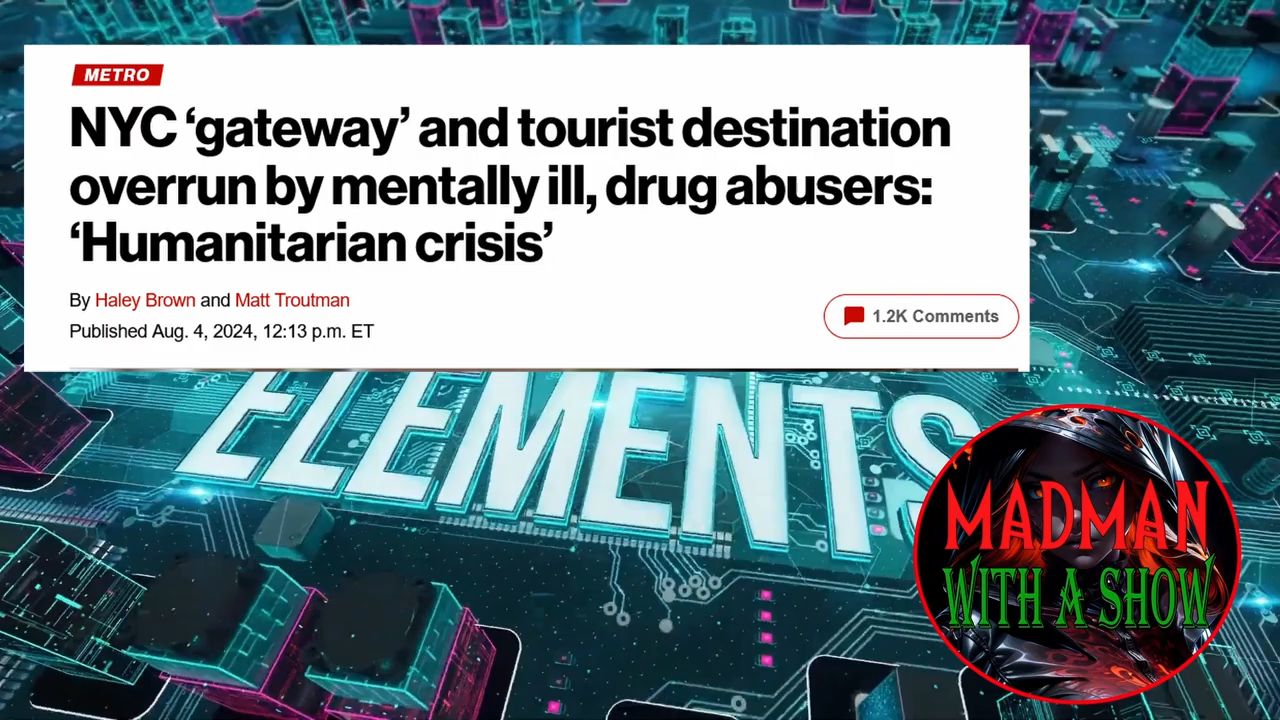 METRO
NYC ‘gateway’ and tourist destination
overrun by mentally ill, drug abusers:
‘Humanitarian crisis’
By Haley Brown and Matt Troutman
Published Aug. 4, 2024, 12:13 p.m. ET
1.2K Comments
ELEMENTS
MADMAN
WITH A SHOW